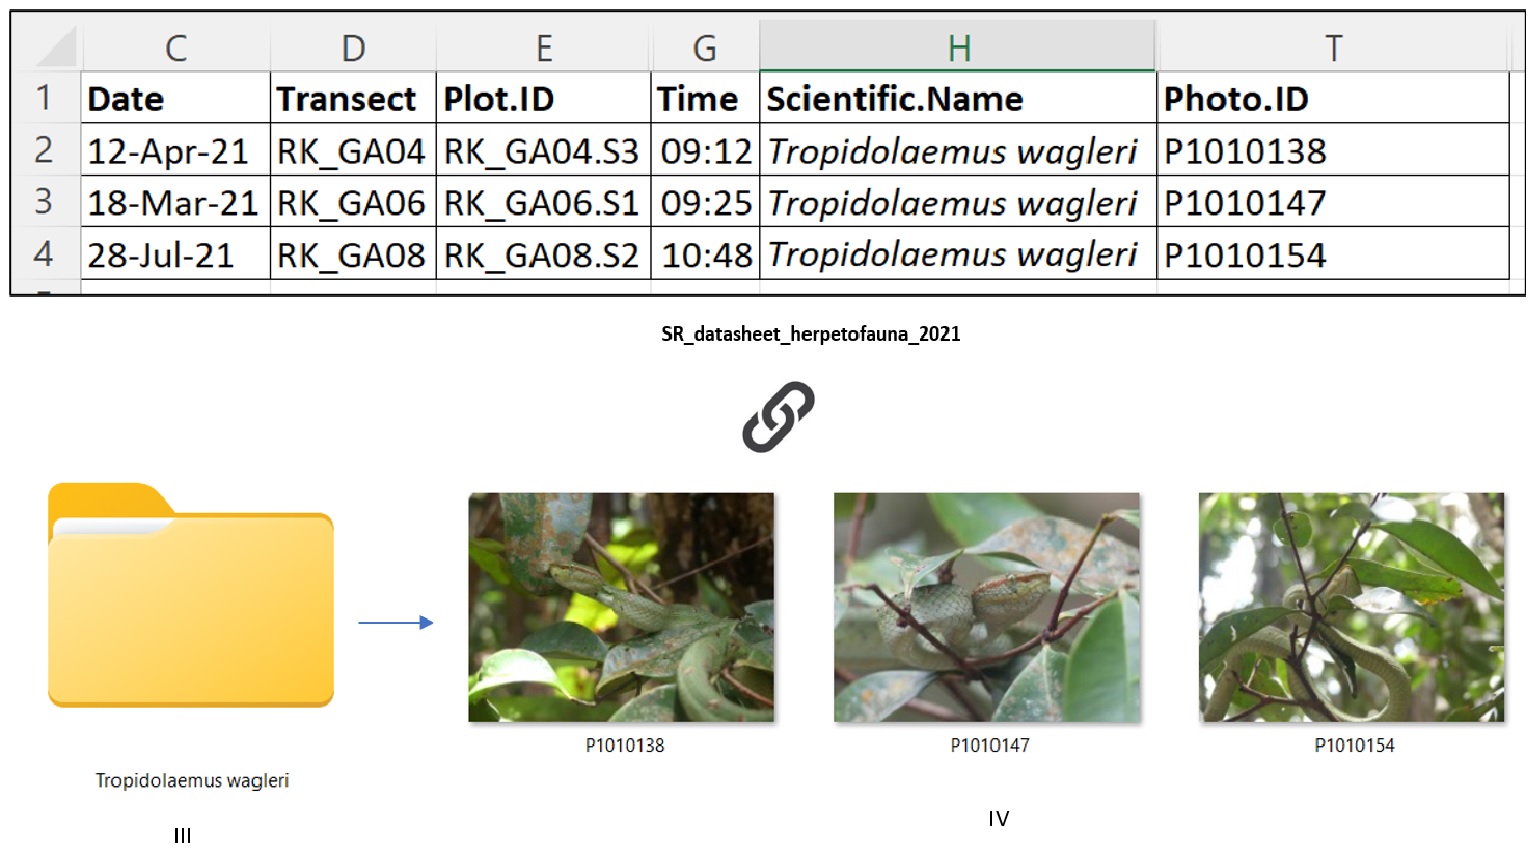 C D E G H T
1 Date Transect Plot.ID Time Scientific.Name Photo.ID
2 12-Apr-21 RK_GA04 RK_GA04.S3 09:12 Tropidolaemus wagleri P1010138
3 18-Mar-21 RK_GA06 RK_GA06.S1 09:25 Tropidolaemus wagleri P1010147
4 28-Jul-21 RK_GA08 RK_GA08.S2 10:48 Tropidolaemus wagleri P1010154
SR_datasheet_herpetofauna_2021
P1010138 P1010147 P1010154
Tropidolaemus wagleri
III IV